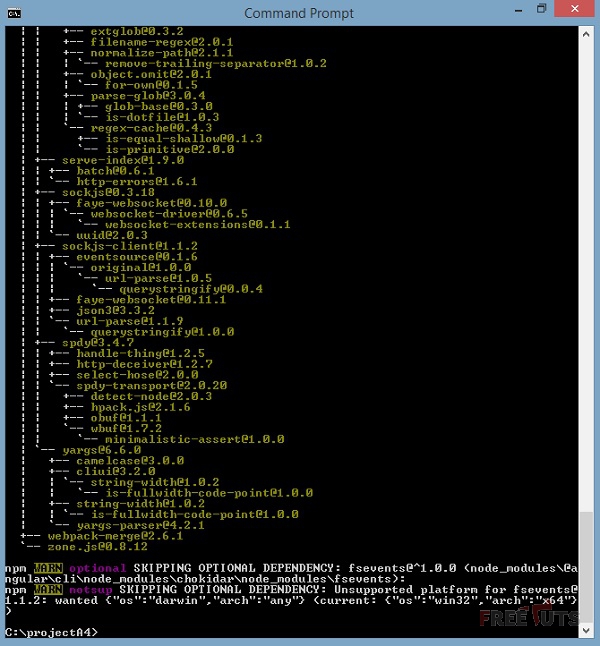 Command Prompt
| | | +-- extglob@0.3.2
| | | +-- filename-regex@2.0.1
| | | +-- normalize-path@2.1.1
| | | | `-- remove-trailing-separator@1.0.2
| | | +-- object.omit@2.0.1
| | | | `-- for-own@0.1.5
| | | +-- parse-glob@3.0.4
| | | | +-- glob-base@0.3.0
| | | | `-- is-dotfile@1.0.3
| | | `-- regex-cache@0.4.3
| | |   +-- is-equal-shallow@0.1.3
| | |   `-- is-primitive@2.0.0
| | +-- serve-index@1.9.0
| | | +-- batch@0.6.1
| | | `-- http-errors@1.6.1
| | +-- sockjs@0.3.18
| | | +-- faye-websocket@0.10.0
| | | | `-- websocket-driver@0.6.5
| | | |   `-- websocket-extensions@0.1.1
| | | `-- uuid@2.0.3
| | +-- sockjs-client@1.1.2
| | | +-- eventsource@0.1.6
| | | | `-- original@1.0.0
| | | |   `-- url-parse@1.0.5
| | | |     `-- querystringify@0.0.4
| | | +-- faye-websocket@0.11.1
| | | +-- json3@3.3.2
| | | `-- url-parse@1.1.9
| | |   `-- querystringify@1.0.0
| | +-- spdy@3.4.7
| | | +-- handle-thing@1.2.5
| | | +-- http-deceiver@1.2.7
| | | +-- select-hose@2.0.0
| | | `-- spdy-transport@2.0.20
| | |   +-- detect-node@2.0.3
| | |   +-- hpack.js@2.1.6
| | |   +-- obuf@1.1.1
| | |   `-- wbuf@1.7.2
| | |     `-- minimalistic-assert@1.0.0
| | `-- yargs@6.6.0
| |   +-- camelcase@3.0.0
| |   +-- cliui@3.2.0
| |   | `-- string-width@1.0.2
| |   |   `-- is-fullwidth-code-point@1.0.0
| |   +-- string-width@1.0.2
| |   | `-- is-fullwidth-code-point@1.0.0
| |   `-- yargs-parser@4.2.1
| +-- webpack-merge@2.6.1
| `-- zone.js@0.8.12
npm WARN optional SKIPPING OPTIONAL DEPENDENCY: fsevents@^1.0.0 (node_modules\@a
ngular\cli\node_modules\chokidar\node_modules\fsevents):
npm WARN notsup SKIPPING OPTIONAL DEPENDENCY: Unsupported platform for fsevents@
1.1.2: wanted {"os":"darwin","arch":"any"} (current: {"os":"win32","arch":"x64"}
)
C:\projectA4>
FREETUTS